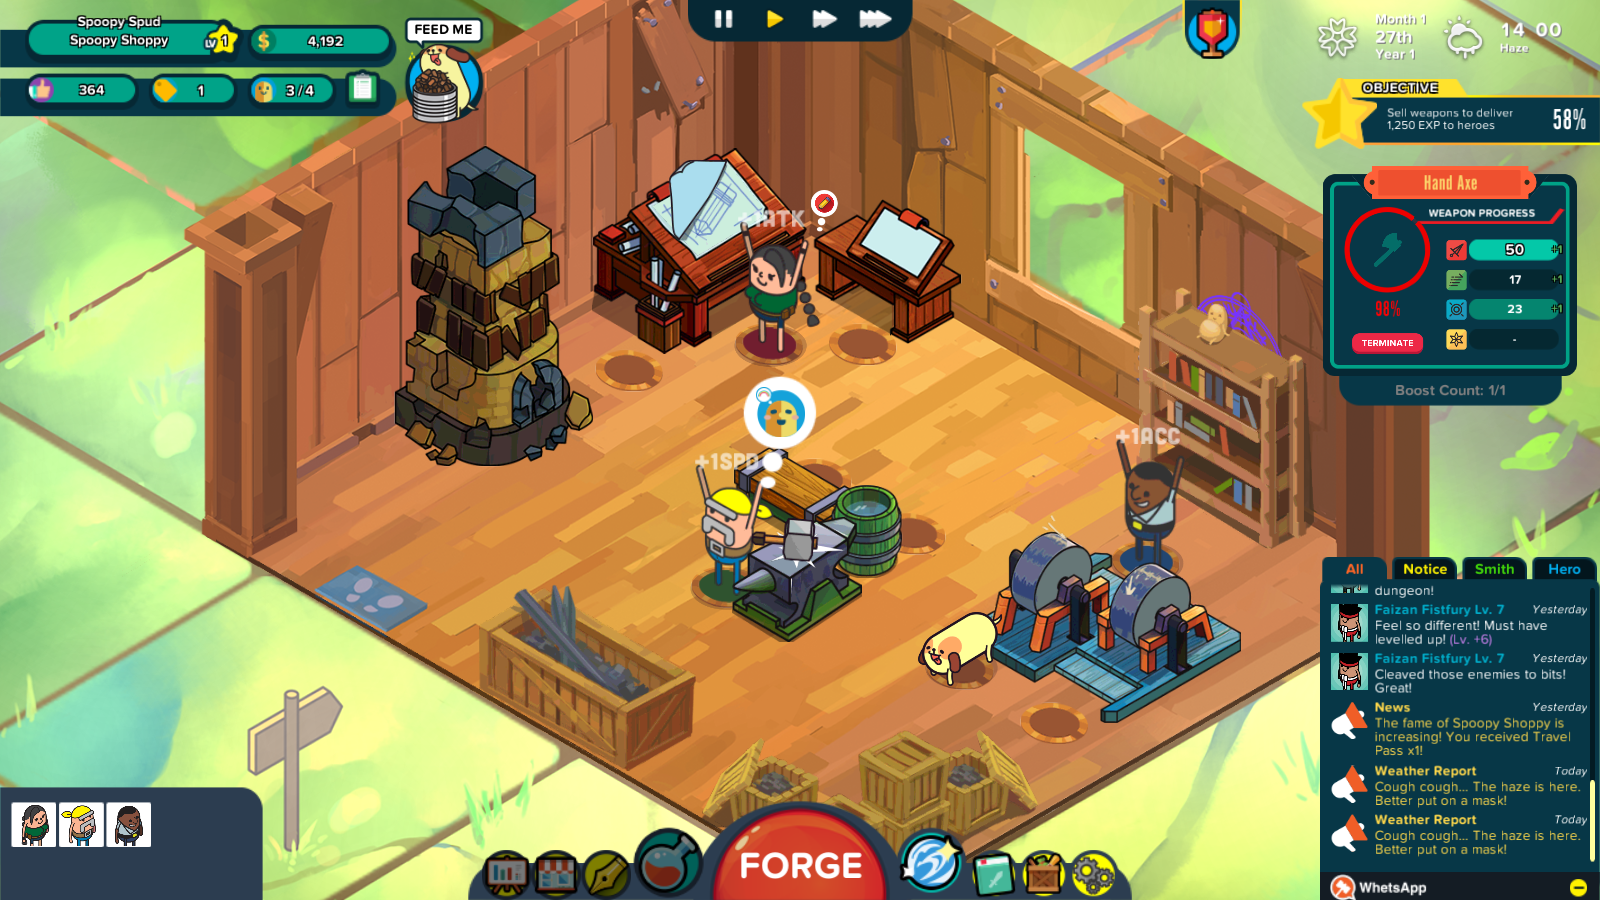 Spoopy Spud
Spoopy Shoppy
LV 1
$ 4,192
364
1
3 / 4
FEED ME
Month 1
27th
Year 1
14 00
Haze
OBJECTIVE
Sell weapons to deliver
1,250 EXP to heroes
58%
Hand Axe
WEAPON PROGRESS
50 +1
17 +1
23 +1
-
98%
TERMINATE
Boost Count: 1/1
+1ATK
+1SPD
+1ACC
All Notice Smith Hero
dungeon!
Faizan Fistfury Lv. 7 Yesterday
Feel so different! Must have
levelled up! (Lv. +6)
Faizan Fistfury Lv. 7 Yesterday
Cleaved those enemies to bits!
Great!
News Yesterday
The fame of Spoopy Shoppy is
increasing! You received Travel
Pass x1!
Weather Report Today
Cough cough... The haze is here.
Better put on a mask!
Weather Report Today
Cough cough... The haze is here.
Better put on a mask!
WhetsApp
FORGE